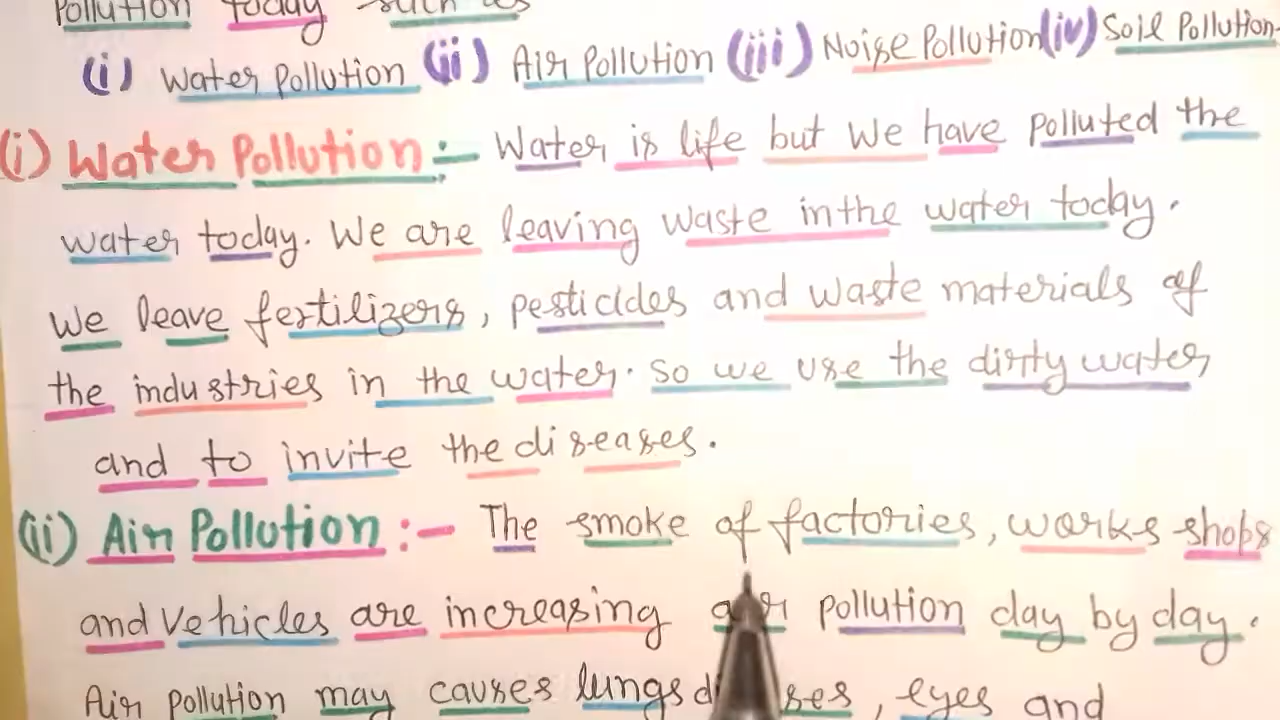 Pollution today such as
(i) Water Pollution (ii) Air Pollution (iii) Noise Pollution (iv) Soil Pollution.
(i) Water Pollution :- Water is life but we have polluted the
water today. We are leaving waste in the water today.
We leave fertilizers, pesticides and waste materials of
the industries in the water. So we use the dirty water
and to invite the diseases.
(ii) Air Pollution :- The smoke of factories, works shops
and vehicles are increasing air pollution day by day.
Air pollution may causes lungs , eyes and